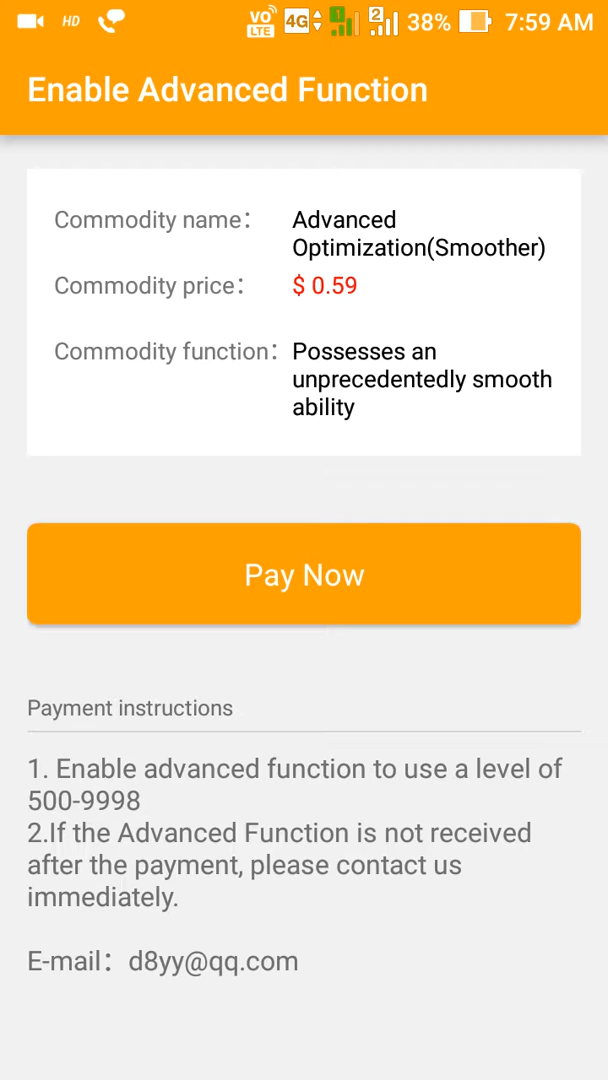 HD VO LTE 4G 1 2 38% 7:59 AM
Enable Advanced Function
Commodity name： Advanced
Optimization(Smoother)
Commodity price： $ 0.59
Commodity function： Possesses an
unprecedentedly smooth
ability
Pay Now
Payment instructions
1. Enable advanced function to use a level of
500-9998
2.If the Advanced Function is not received
after the payment, please contact us
immediately.
E-mail：d8yy@qq.com